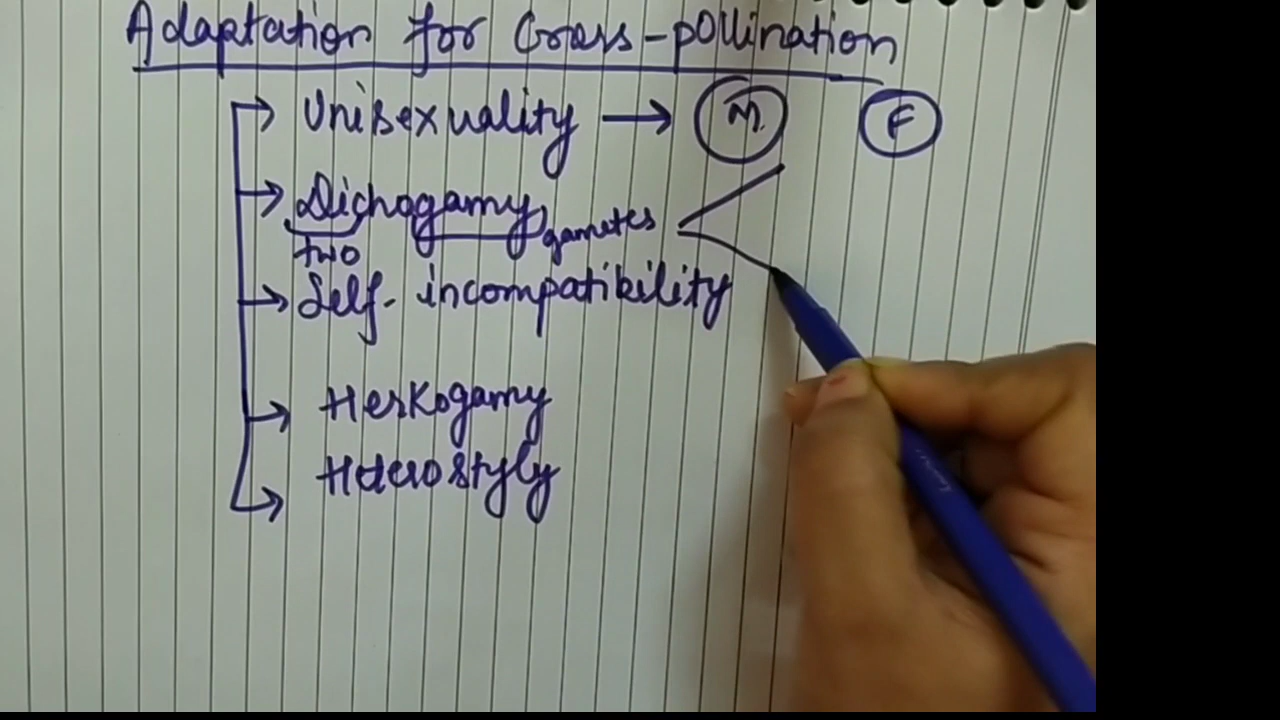 Adaptation for Cross-pollination
Unisexuality → M F
Dichogamy gametes
two
Self-incompatibility
Herkogamy
Heterostyly